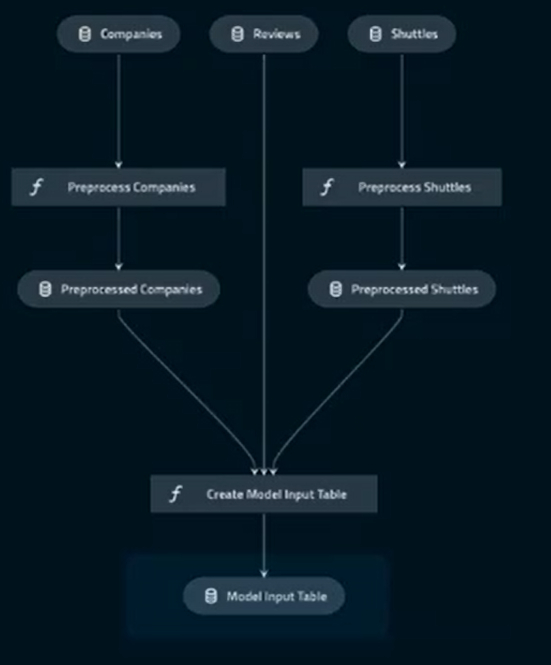 Companies
Reviews
Shuttles
Preprocess Companies
Preprocess Shuttles
Preprocessed Companies
Preprocessed Shuttles
Create Model Input Table
Model Input Table